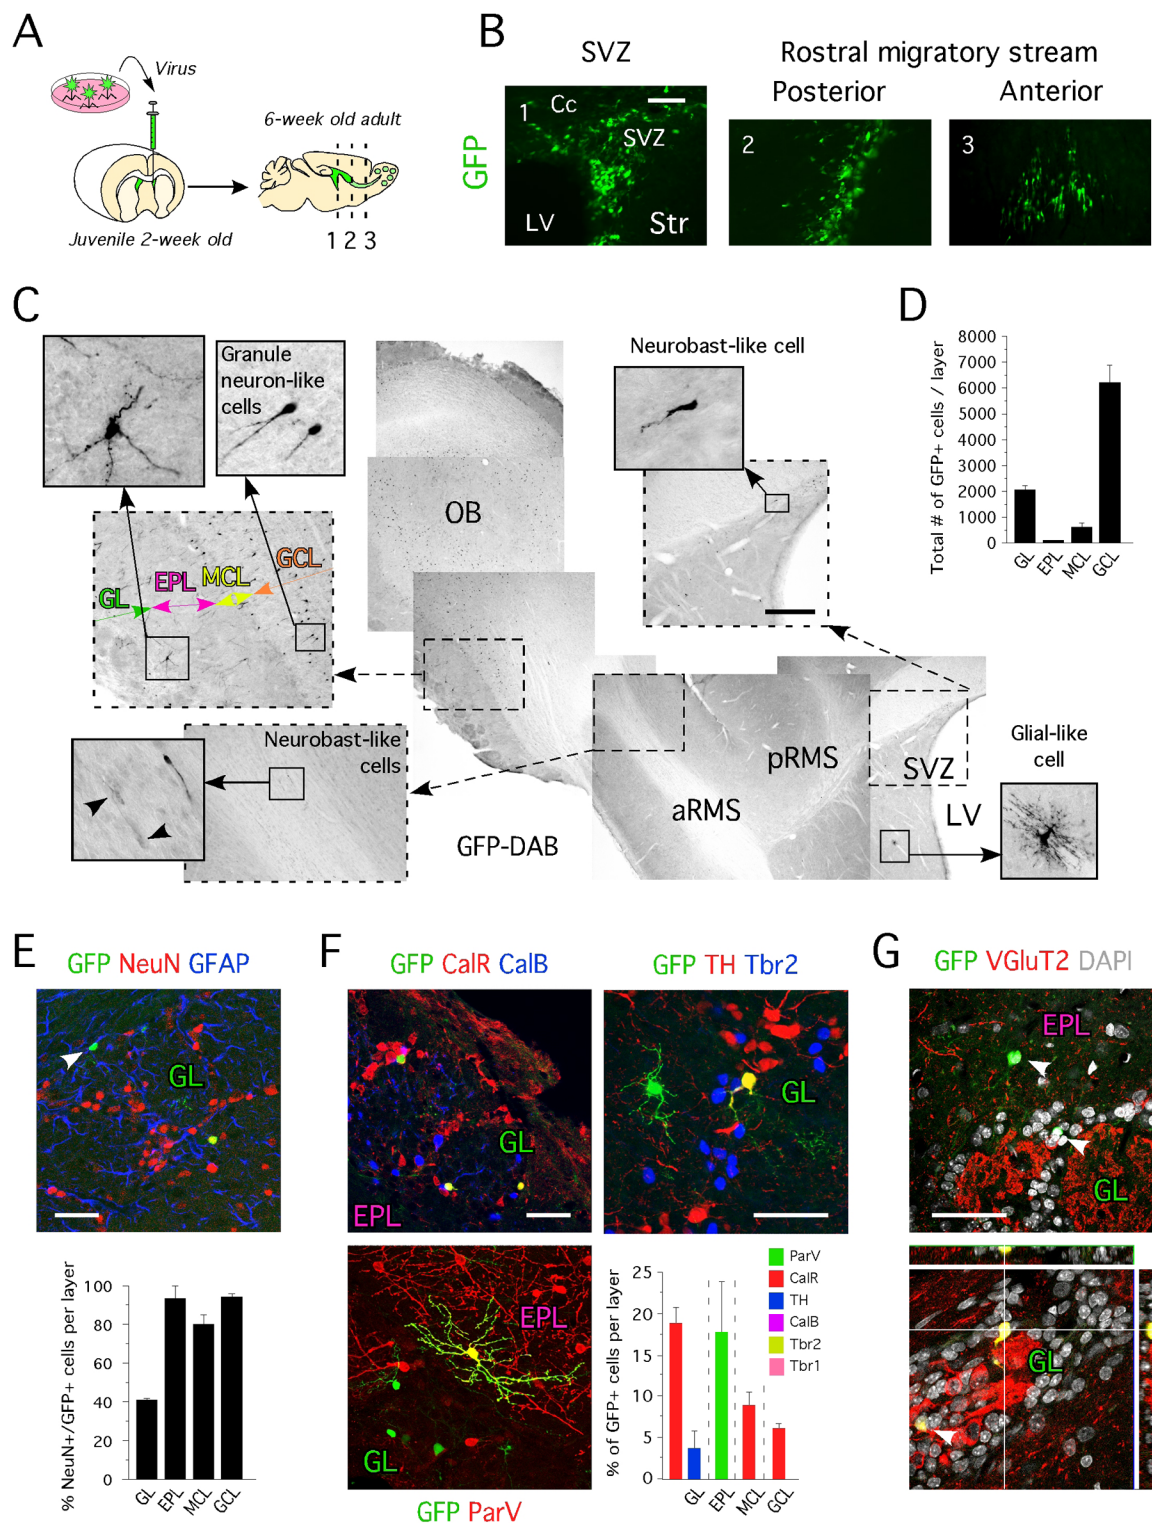 A
Virus
6-week old adult
Juvenile 2-week old
1 2 3
B
SVZ
Rostral migratory stream
Posterior
Anterior
GFP
1
Cc
SVZ
LV
Str
2
3
C
Granule
neuron-like
cells
OB
Neurobast-like cell
GL
EPL
MCL
GCL
Neurobast-like
cells
GFP-DAB
aRMS
pRMS
SVZ
LV
Glial-like
cell
D
Total # of GFP+ cells / layer
8000
7000
6000
5000
4000
3000
2000
1000
0
GL
EPL
MCL
GCL
E
GFP NeuN GFAP
GL
% NeuN+/GFP+ cells per layer
100
80
60
40
20
0
GL
EPL
MCL
GCL
F
GFP CalR CalB
GL
EPL
GFP TH Tbr2
GL
EPL
GL
GFP ParV
% of GFP+ cells per layer
25
20
15
10
5
0
GL
EPL
MCL
GCL
ParV
CalR
TH
CalB
Tbr2
Tbr1
G
GFP VGluT2 DAPI
EPL
GL
GL